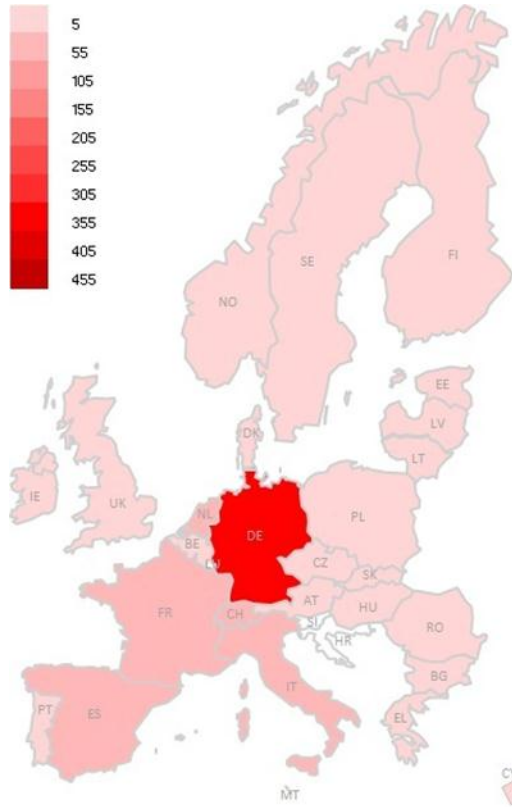 5
55
105
155
205
255
305
355
405
455
SE
FI
NO
EE
DK
LV
LT
IE
UK
NL
PL
DE
BE
CZ
SK
AT
HU
FR
CH
SI
RO
HR
BG
IT
PT
ES
EL
MT